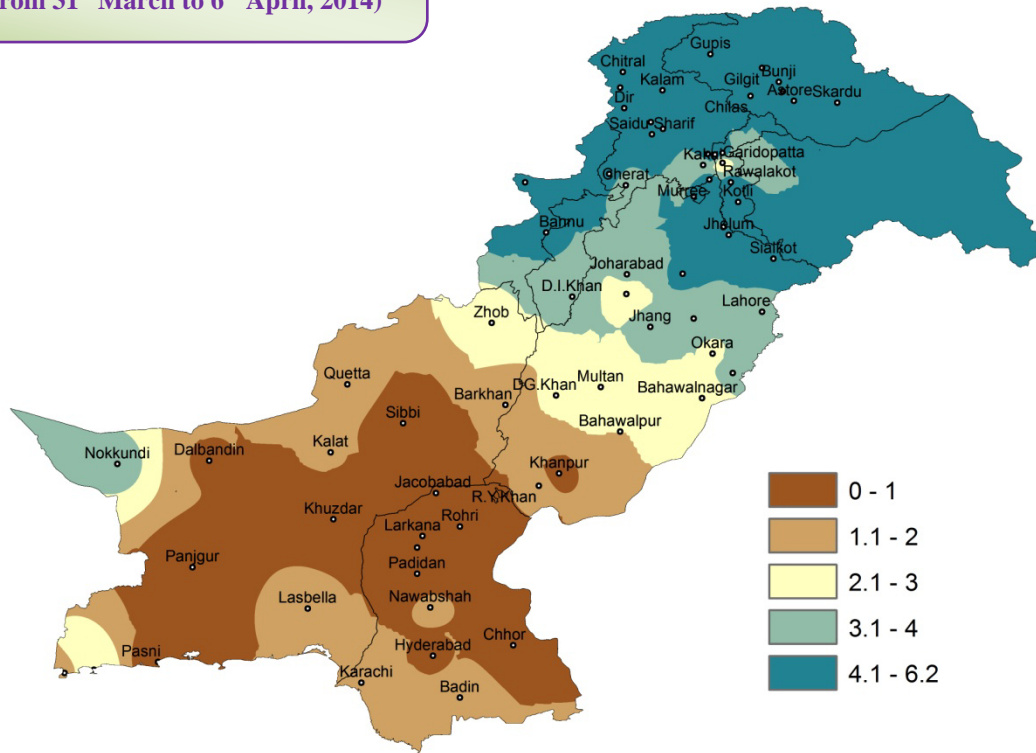 from 31 March to 6 April, 2014)
Gupis
Chitral
Bunji
Kalam
Gilgit
Astore
Skardu
Dir
Chilas
Saidu Sharif
Garidopatta
Rawalakot
Cherat
Murree
Kotli
Bannu
Jhalum
Sialkot
Joharabad
D.I.Khan
Lahore
Zhob
Jhang
Okara
Quetta
Multan
DG.Khan
Barkhan
Bahawalnagar
Sibbi
Bahawalpur
Kalat
Nokkundi
Dalbandin
Khanpur
Jacobabad
R.Y.Khan
Khuzdar
Rohri
Larkana
Panjgur
Padidan
Lasbella
Nawabshah
Chhor
Pasni
Hyderabad
Karachi
Badin
0 - 1
1.1 - 2
2.1 - 3
3.1 - 4
4.1 - 6.2